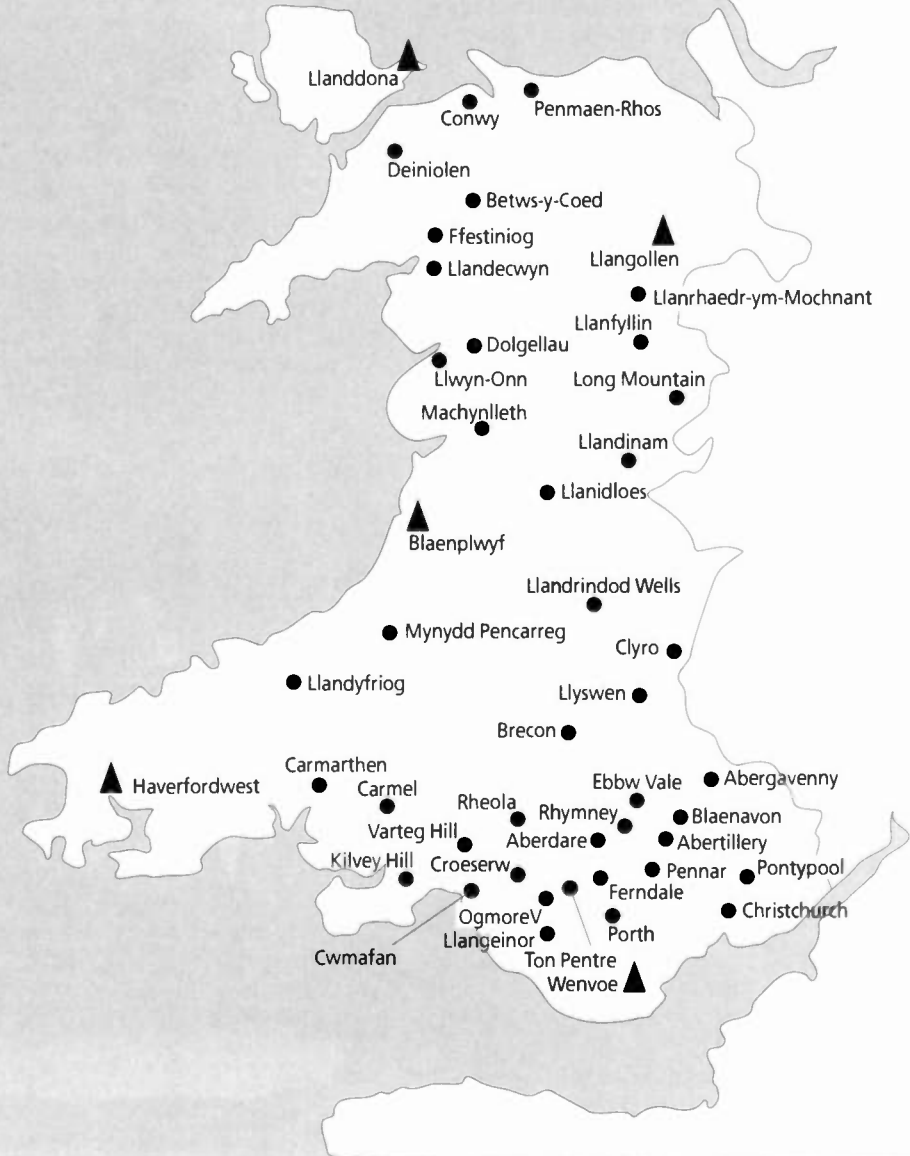 Llanddona
Conwy
Penmaen-Rhos
Deiniolen
Betws-y-Coed
Ffestiniog
Llangollen
Llandecwyn
Llanrhaedr-ym-Mochnant
Llanfyllin
Dolgellau
Llwyn-Onn
Long Mountain
Machynlleth
Llandinam
Llanidloes
Blaenplwyf
Llandrindod Wells
Mynydd Pencarreg
Clyro
Llandyfriog
Llyswen
Brecon
Carmarthen
Haverfordwest
Carmel
Ebbw Vale
Abergavenny
Rheola
Rhymney
Blaenavon
Varteg Hill
Aberdare
Abertillery
Kilvey Hill
Croeserw
Pennar
Pontypool
Ferndale
OgmoreV
Christchurch
Porth
Llangeinor
Cwmafan
Ton Pentre
Wenvoe